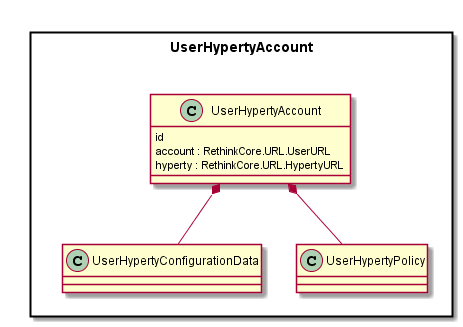 UserHypertyAccount
C UserHypertyAccount
id
account : RethinkCore.URL.UserURL
hyperty : RethinkCore.URL.HypertyURL
C UserHypertyConfigurationData
C UserHypertyPolicy